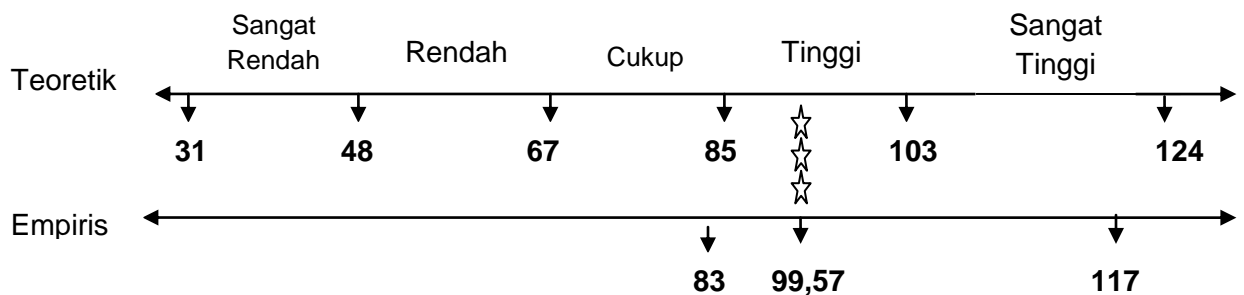 Sangat Rendah Rendah Cukup Tinggi Sangat Tinggi
Teoretik
31 48 67 85 103 124
Empiris
83 99,57 117